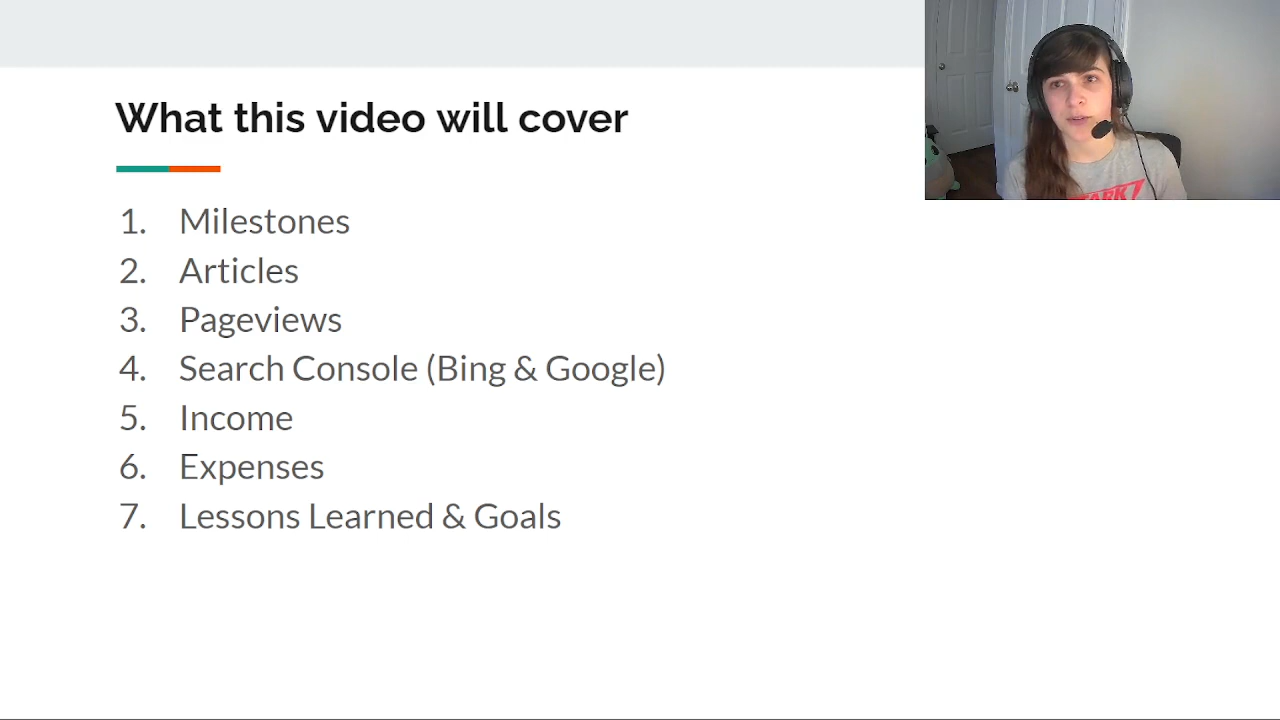 What this video will cover
1. Milestones
2. Articles
3. Pageviews
4. Search Console (Bing & Google)
5. Income
6. Expenses
7. Lessons Learned & Goals